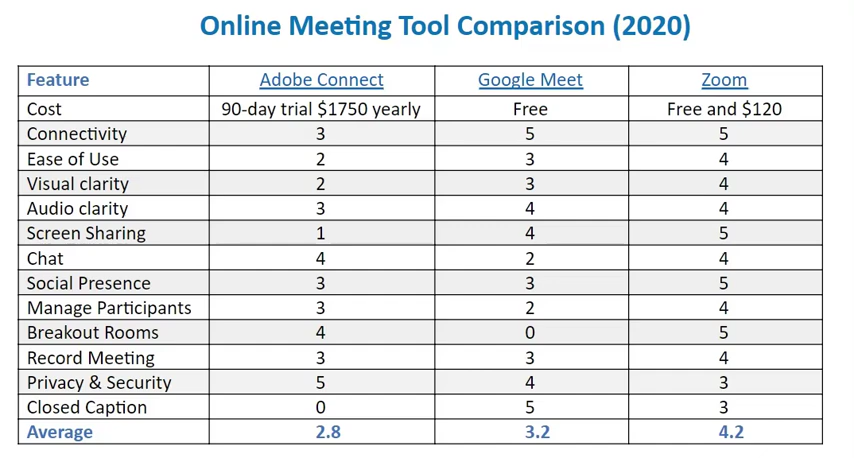 Online Meeting Tool Comparison (2020)
Feature Adobe Connect Google Meet Zoom
Cost 90-day trial $1750 yearly Free Free and $120
Connectivity 3 5 5
Ease of Use 2 3 4
Visual clarity 2 3 4
Audio clarity 3 4 4
Screen Sharing 1 4 5
Chat 4 2 4
Social Presence 3 3 5
Manage Participants 3 2 4
Breakout Rooms 4 0 5
Record Meeting 3 3 4
Privacy & Security 5 4 3
Closed Caption 0 5 3
Average 2.8 3.2 4.2